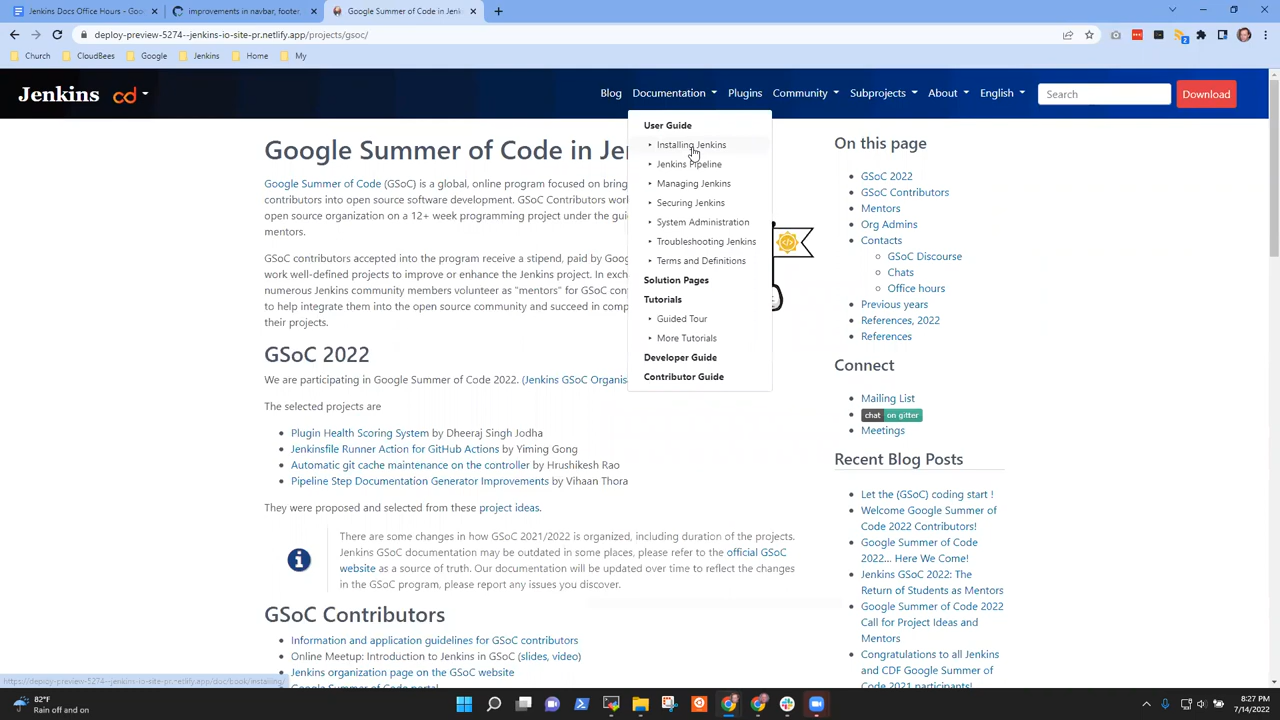 Jenkins Docs Office Hours - Goo
improvements in navbar, footer,
Google Summer of Code in Jenk
deploy-preview-5274--jenkins-io-site-pr.netlify.app/projects/gsoc/
Church
CloudBees
Google
Jenkins
Home
My
Jenkins
cd
Blog
Documentation
Plugins
Community
Subprojects
About
English
Search
Download
User Guide
Installing Jenkins
Jenkins Pipeline
Managing Jenkins
Securing Jenkins
System Administration
Troubleshooting Jenkins
Terms and Definitions
Solution Pages
Tutorials
Guided Tour
More Tutorials
Developer Guide
Contributor Guide
Google Summer of Code in Je
Google Summer of Code (GSoC) is a global, online program focused on bring
contributors into open source software development. GSoC Contributors work
open source organization on a 12+ week programming project under the guid
mentors.
GSoC contributors accepted into the program receive a stipend, paid by Goog
work well-defined projects to improve or enhance the Jenkins project. In exch
numerous Jenkins community members volunteer as "mentors" for GSoC cont
to help integrate them into the open source community and succeed in comp
their projects.
GSoC 2022
We are participating in Google Summer of Code 2022. (Jenkins GSoC Organis
The selected projects are
Plugin Health Scoring System by Dheeraj Singh Jodha
Jenkinsfile Runner Action for GitHub Actions by Yiming Gong
Automatic git cache maintenance on the controller by Hrushikesh Rao
Pipeline Step Documentation Generator Improvements by Vihaan Thora
They were proposed and selected from these project ideas.
There are some changes in how GSoC 2021/2022 is organized, including duration of the projects.
Jenkins GSoC documentation may be outdated in some places, please refer to the official GSoC
website as a source of truth. Our documentation will be updated over time to reflect the changes
in the GSoC program, please report any issues you discover.
GSoC Contributors
Information and application guidelines for GSoC contributors
Online Meetup: Introduction to Jenkins in GSoC (slides, video)
Jenkins organization page on the GSoC website
Google Summer of Code portal
On this page
GSoC 2022
GSoC Contributors
Mentors
Org Admins
Contacts
GSoC Discourse
Chats
Office hours
Previous years
References, 2022
References
Connect
Mailing List
chat on gitter
Meetings
Recent Blog Posts
Let the (GSoC) coding start !
Welcome Google Summer of
Code 2022 Contributors!
Google Summer of Code
2022... Here We Come!
Jenkins GSoC 2022: The
Return of Students as Mentors
Google Summer of Code 2022
Call for Project Ideas and
Mentors
Congratulations to all Jenkins
and CDF Google Summer of
Code 2021 participants!
https://deploy-preview-5274--jenkins-io-site-pr.netlify.app/doc/book/installing/
82°F
Rain off and on
8:27 PM
7/14/2022